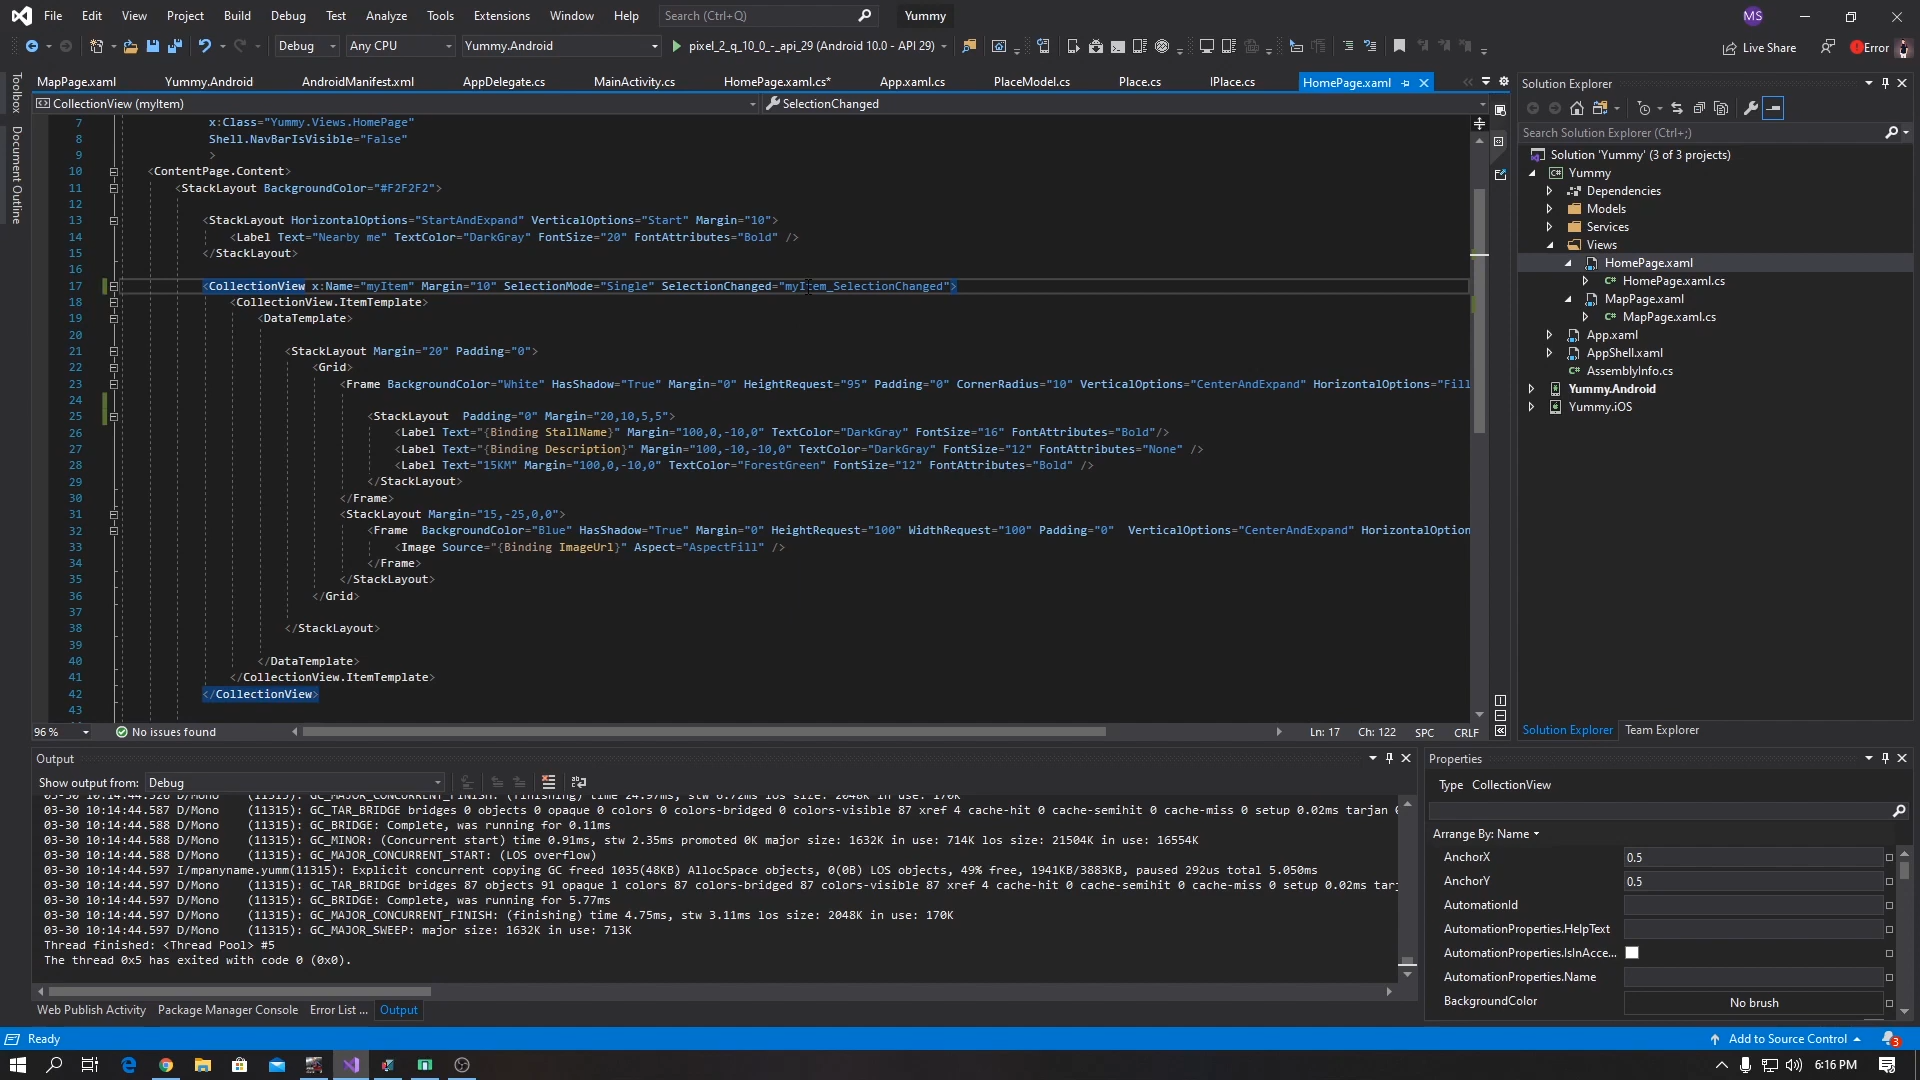 File Edit View Project Build Debug Test Analyze Tools Extensions Window Help Search (Ctrl+Q) Yummy MS
Debug Any CPU Yummy.Android pixel_2_q_10_0_-_api_29 (Android 10.0 - API 29) Live Share Error
MapPage.xaml Yummy.Android AndroidManifest.xml AppDelegate.cs MainActivity.cs HomePage.xaml.cs* App.xaml.cs PlaceModel.cs Place.cs IPlace.cs HomePage.xaml
CollectionView (myItem) SelectionChanged
Toolbox
Document Outline
7 x:Class="Yummy.Views.HomePage"
8 Shell.NavBarIsVisible="False"
9 >
10 <ContentPage.Content>
11 <StackLayout BackgroundColor="#F2F2F2">
12
13 <StackLayout HorizontalOptions="StartAndExpand" VerticalOptions="Start" Margin="10">
14 <Label Text="Nearby me" TextColor="DarkGray" FontSize="20" FontAttributes="Bold" />
15 </StackLayout>
16
17 <CollectionView x:Name="myItem" Margin="10" SelectionMode="Single" SelectionChanged="myItem_SelectionChanged">
18 <CollectionView.ItemTemplate>
19 <DataTemplate>
20
21 <StackLayout Margin="20" Padding="0">
22 <Grid>
23 <Frame BackgroundColor="White" HasShadow="True" Margin="0" HeightRequest="95" Padding="0" CornerRadius="10" VerticalOptions="CenterAndExpand" HorizontalOptions="Fill
24
25 <StackLayout Padding="0" Margin="20,10,5,5">
26 <Label Text="{Binding StallName}" Margin="100,0,-10,0" TextColor="DarkGray" FontSize="16" FontAttributes="Bold"/>
27 <Label Text="{Binding Description}" Margin="100,-10,-10,0" TextColor="DarkGray" FontSize="12" FontAttributes="None" />
28 <Label Text="15KM" Margin="100,0,-10,0" TextColor="ForestGreen" FontSize="12" FontAttributes="Bold" />
29 </StackLayout>
30 </Frame>
31 <StackLayout Margin="15,-25,0,0">
32 <Frame BackgroundColor="Blue" HasShadow="True" Margin="0" HeightRequest="100" WidthRequest="100" Padding="0" VerticalOptions="CenterAndExpand" HorizontalOption
33 <Image Source="{Binding ImageUrl}" Aspect="AspectFill" />
34 </Frame>
35 </StackLayout>
36 </Grid>
37
38 </StackLayout>
39
40 </DataTemplate>
41 </CollectionView.ItemTemplate>
42 </CollectionView>
43
96 % No issues found Ln: 17 Ch: 122 SPC CRLF
Solution Explorer
Search Solution Explorer (Ctrl+;)
Solution 'Yummy' (3 of 3 projects)
Yummy
Dependencies
Models
Services
Views
HomePage.xaml
HomePage.xaml.cs
MapPage.xaml
MapPage.xaml.cs
App.xaml
AppShell.xaml
AssemblyInfo.cs
Yummy.Android
Yummy.iOS
Solution Explorer Team Explorer
Output
Show output from: Debug
03-30 10:14:44.526 D/Mono (11315): GC_MAJOR_CONCURRENT_FINISH: (finishing) time 24.97ms, stw 6.72ms los size: 2048K in use: 170K
03-30 10:14:44.587 D/Mono (11315): GC_TAR_BRIDGE bridges 0 objects 0 opaque 0 colors 0 colors-bridged 0 colors-visible 87 xref 4 cache-hit 0 cache-semihit 0 cache-miss 0 setup 0.02ms tarjan 0
03-30 10:14:44.588 D/Mono (11315): GC_BRIDGE: Complete, was running for 0.11ms
03-30 10:14:44.588 D/Mono (11315): GC_MINOR: (Concurrent start) time 0.91ms, stw 2.35ms promoted 0K major size: 1632K in use: 714K los size: 21504K in use: 16554K
03-30 10:14:44.588 D/Mono (11315): GC_MAJOR_CONCURRENT_START: (LOS overflow)
03-30 10:14:44.597 I/mpanyname.yumm(11315): Explicit concurrent copying GC freed 1035(48KB) AllocSpace objects, 0(0B) LOS objects, 49% free, 1941KB/3883KB, paused 292us total 5.050ms
03-30 10:14:44.597 D/Mono (11315): GC_TAR_BRIDGE bridges 87 objects 91 opaque 1 colors 87 colors-bridged 87 colors-visible 87 xref 4 cache-hit 0 cache-semihit 0 cache-miss 0 setup 0.02ms tarj
03-30 10:14:44.597 D/Mono (11315): GC_BRIDGE: Complete, was running for 5.77ms
03-30 10:14:44.597 D/Mono (11315): GC_MAJOR_CONCURRENT_FINISH: (finishing) time 4.75ms, stw 3.11ms los size: 2048K in use: 170K
03-30 10:14:44.597 D/Mono (11315): GC_MAJOR_SWEEP: major size: 1632K in use: 713K
Thread finished: <Thread Pool> #5
The thread 0x5 has exited with code 0 (0x0).
Web Publish Activity Package Manager Console Error List ... Output
Properties
Type CollectionView
Arrange By: Name
AnchorX 0.5
AnchorY 0.5
AutomationId
AutomationProperties.HelpText
AutomationProperties.IsInAcce...
AutomationProperties.Name
BackgroundColor No brush
Ready Add to Source Control 3
6:16 PM